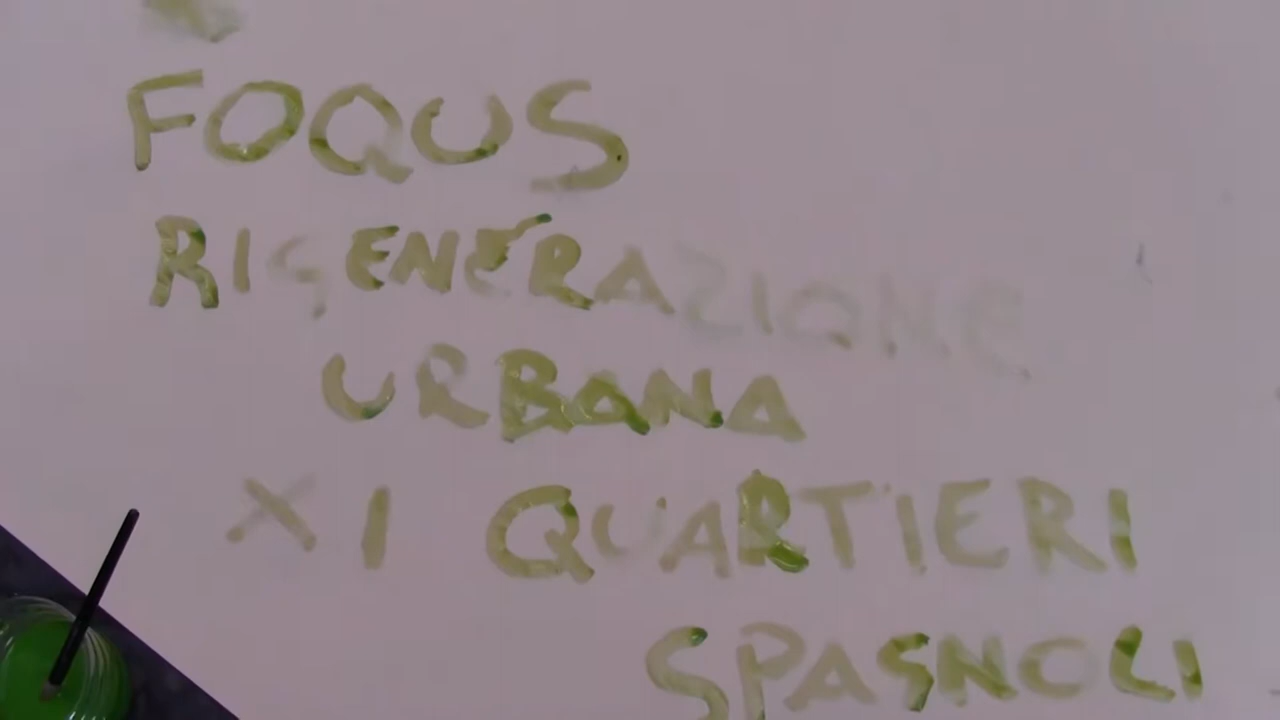 FOQUS
RIGENERAZIONE
URBANA
X I QUARTIERI
SPAGNOLI